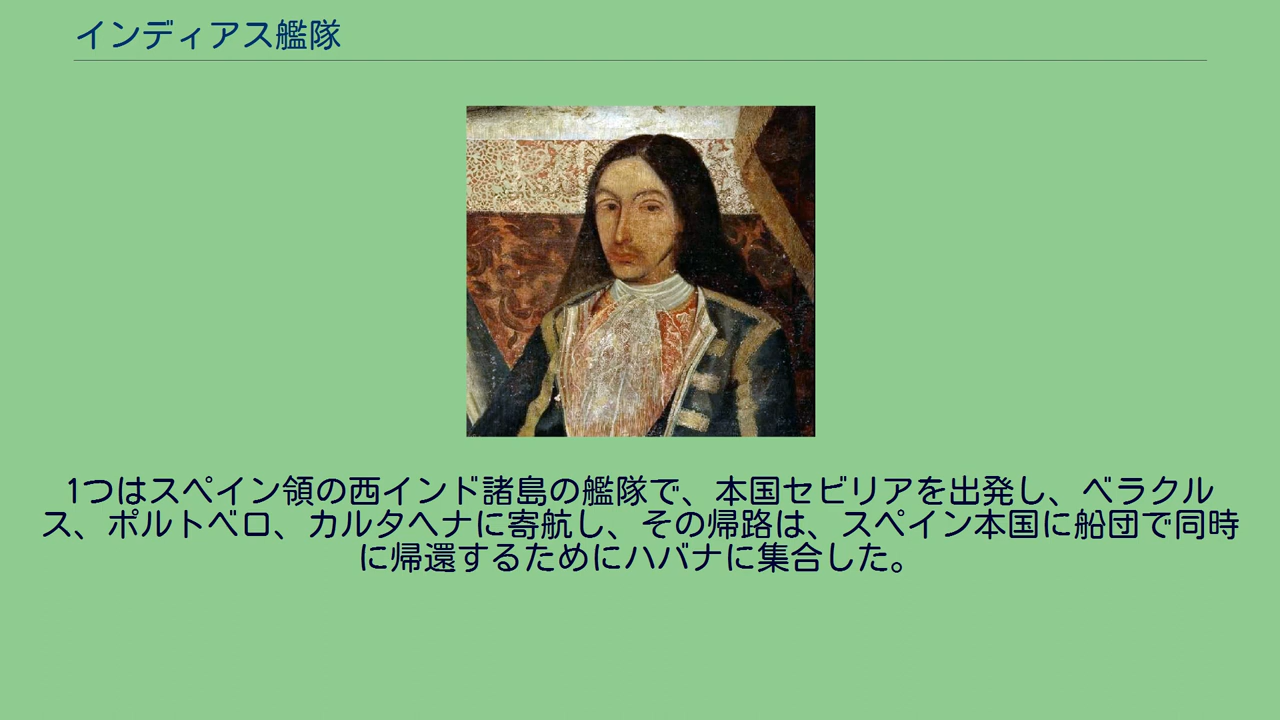 インディアス艦隊
1つはスペイン領の西インド諸島の艦隊で、本国セビリアを出発し、ベラクル
ス、ポルトベロ、カルタヘナに寄航し、その帰路は、スペイン本国に船団で同時
に帰還するためにハバナに集合した。